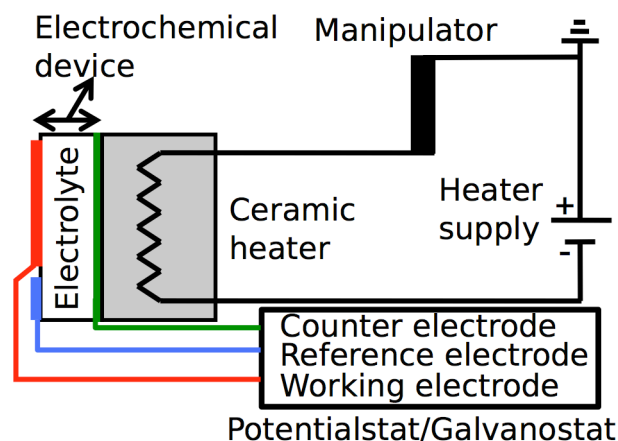 Electrochemical
device
Manipulator
Electrolyte
Ceramic
heater
Heater
supply
+
-
Counter electrode
Reference electrode
Working electrode
Potentialstat/Galvanostat